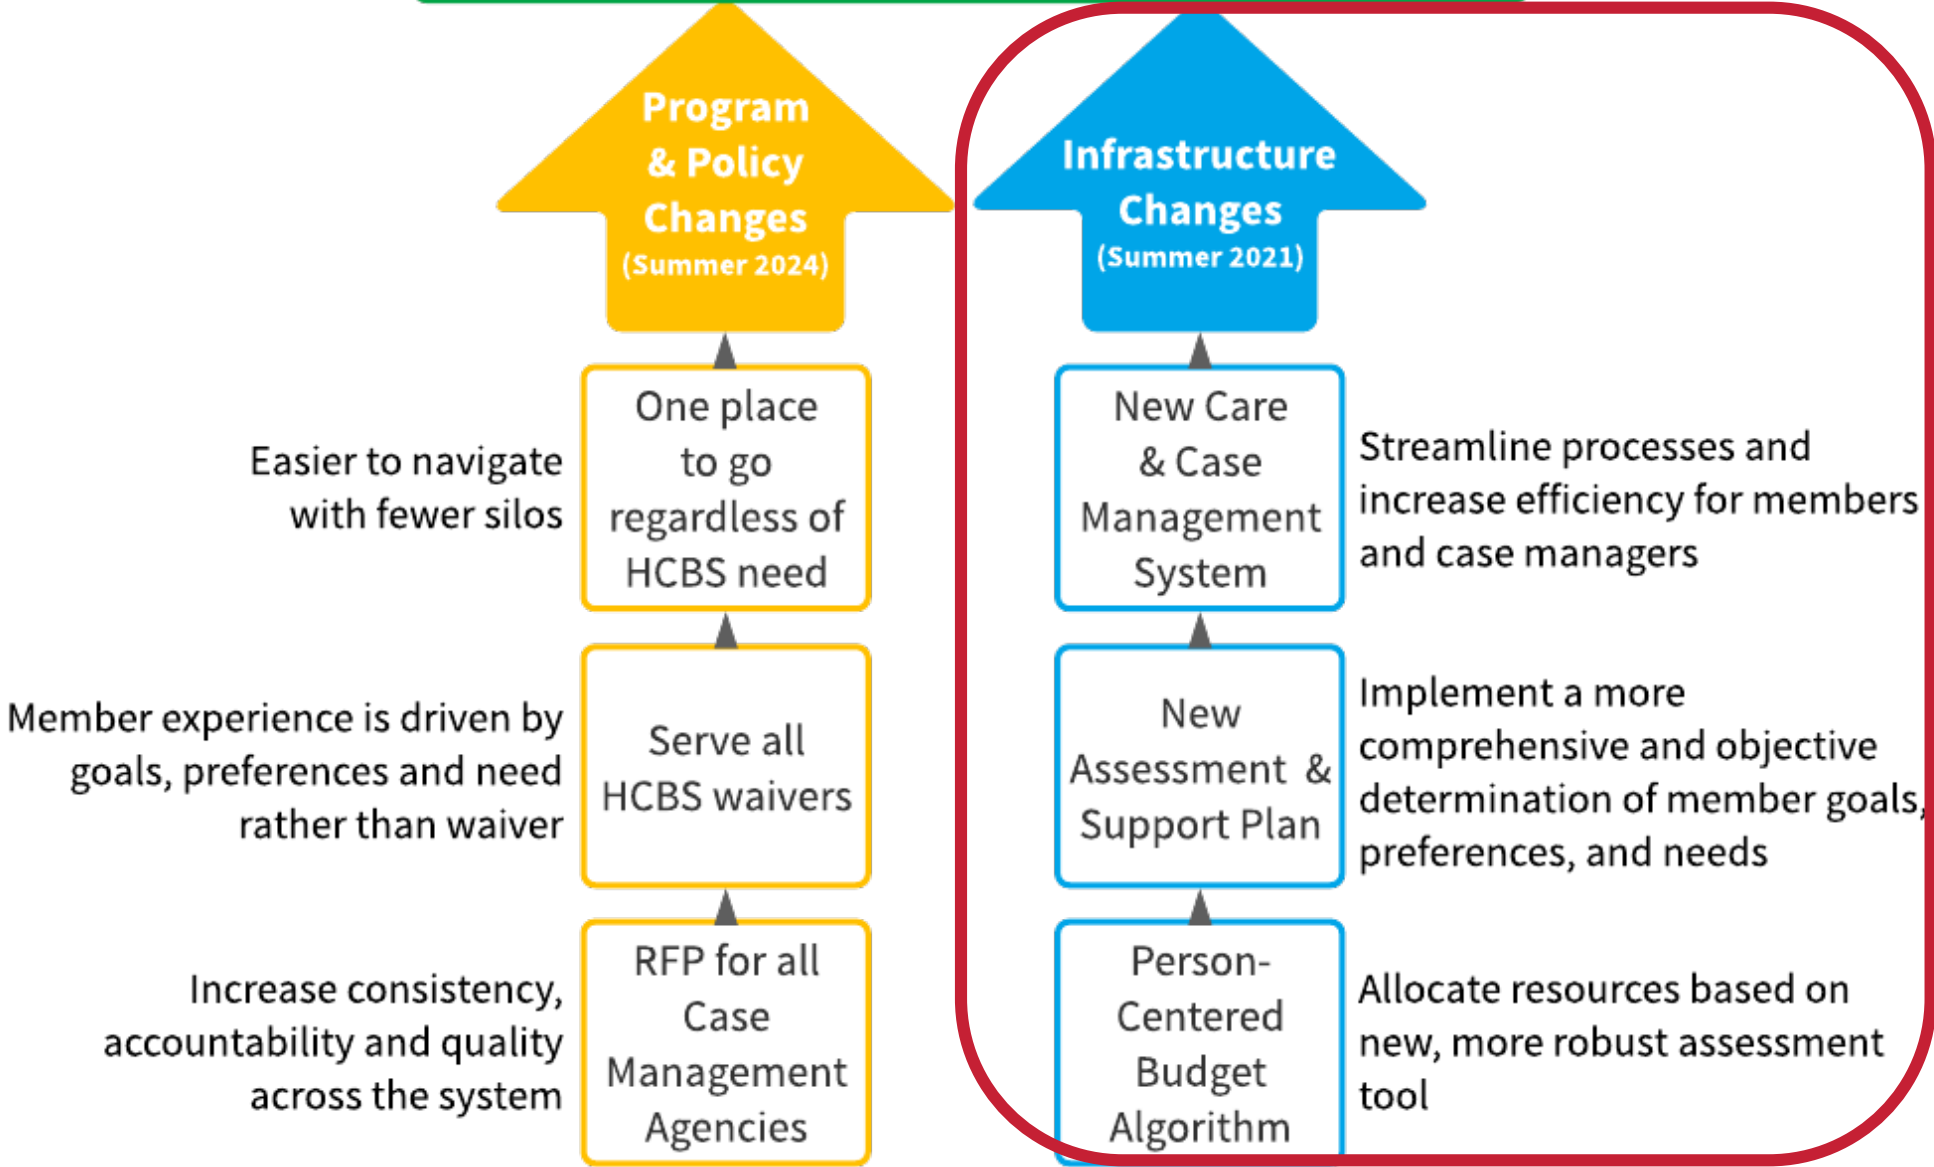 Program
& Policy
Changes
(Summer 2024)
One place
to go
regardless of
HCBS need
Easier to navigate
with fewer silos
Serve all
HCBS waivers
Member experience is driven by
goals, preferences and need
rather than waiver
RFP for all
Case
Management
Agencies
Increase consistency,
accountability and quality
across the system
Infrastructure
Changes
(Summer 2021)
New Care
& Case
Management
System
Streamline processes and
increase efficiency for members
and case managers
New
Assessment &
Support Plan
Implement a more
comprehensive and objective
determination of member goals,
preferences, and needs
Person-
Centered
Budget
Algorithm
Allocate resources based on
new, more robust assessment
tool